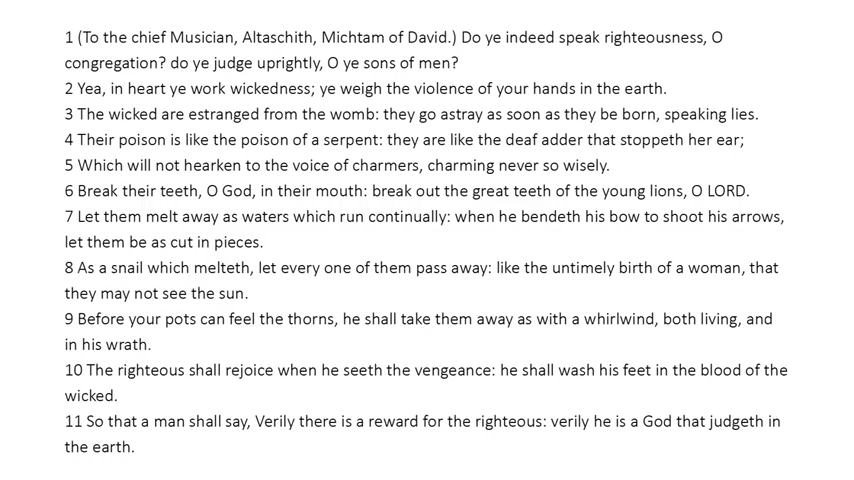 1 (To the chief Musician, Altaschith, Michtam of David.) Do ye indeed speak righteousness, O
congregation? do ye judge uprightly, O ye sons of men?
2 Yea, in heart ye work wickedness; ye weigh the violence of your hands in the earth.
3 The wicked are estranged from the womb: they go astray as soon as they be born, speaking lies.
4 Their poison is like the poison of a serpent: they are like the deaf adder that stoppeth her ear;
5 Which will not hearken to the voice of charmers, charming never so wisely.
6 Break their teeth, O God, in their mouth: break out the great teeth of the young lions, O LORD.
7 Let them melt away as waters which run continually: when he bendeth his bow to shoot his arrows,
let them be as cut in pieces.
8 As a snail which melteth, let every one of them pass away: like the untimely birth of a woman, that
they may not see the sun.
9 Before your pots can feel the thorns, he shall take them away as with a whirlwind, both living, and
in his wrath.
10 The righteous shall rejoice when he seeth the vengeance: he shall wash his feet in the blood of the
wicked.
11 So that a man shall say, Verily there is a reward for the righteous: verily he is a God that judgeth in
the earth.